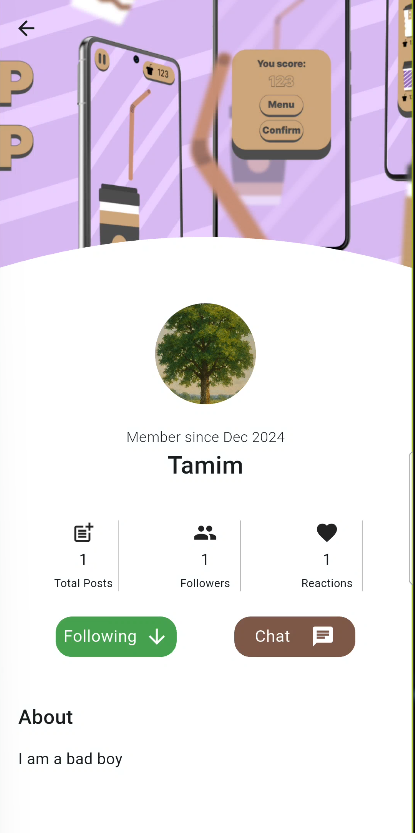 P
P
123
You score:
123
Menu
Confirm
Member since Dec 2024
Tamim
1
1
1
Total Posts
Followers
Reactions
Following
Chat
About
I am a bad boy